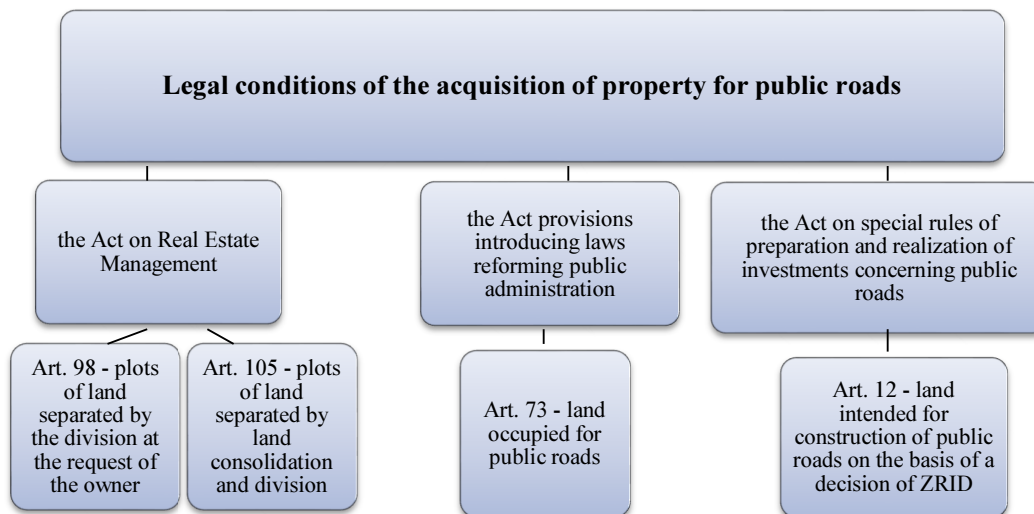 Legal conditions of the acquisition of property for public roads
the Act on Real Estate
Management
the Act provisions
introducing laws
reforming public
administration
the Act on special rules of
preparation and realization of
investments concerning public
roads
Art. 98 - plots
of land
separated by
the division at
the request of
the owner
Art. 105 - plots
of land
separated by
land
consolidation
and division
Art. 73 - land
occupied for
public roads
Art. 12 - land
intended for
construction of public
roads on the basis of a
decision of ZRID